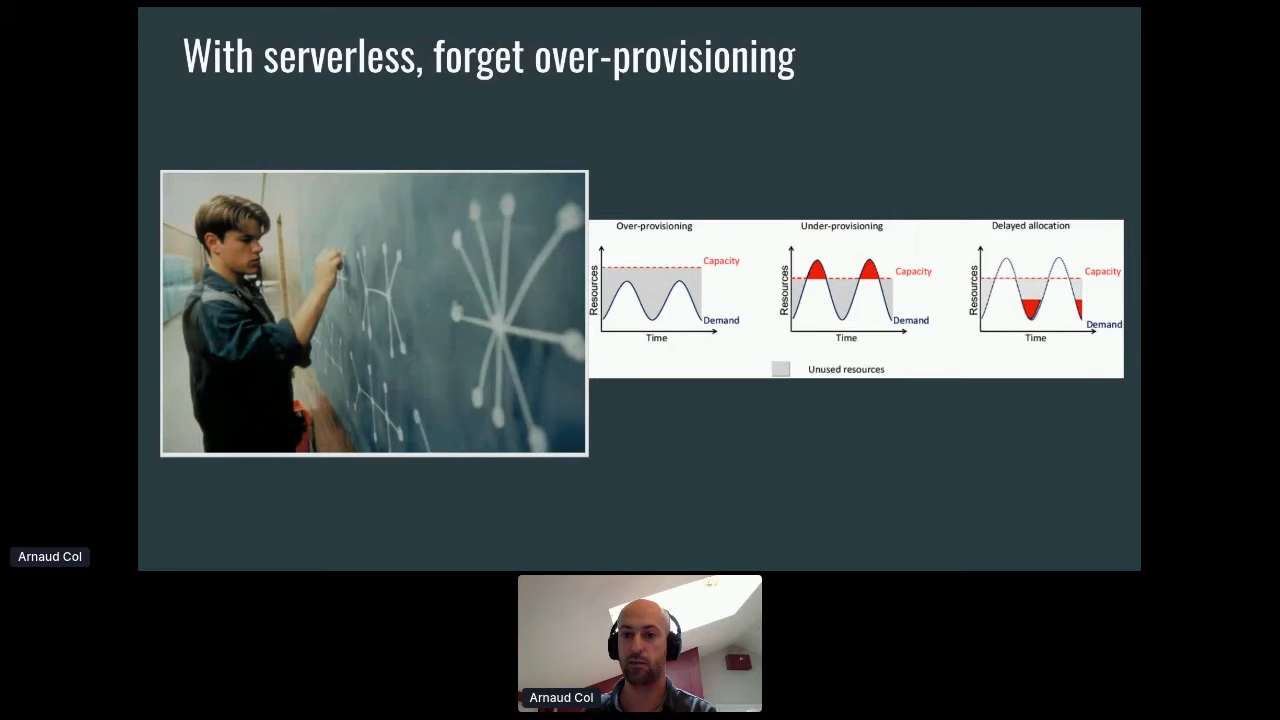 With serverless, forget over-provisioning
Over-provisioning
Resources
Capacity
Demand
Time
Under-provisioning
Resources
Capacity
Demand
Time
Delayed allocation
Resources
Capacity
Demand
Time
Unused resources
Arnaud Col
Arnaud Col